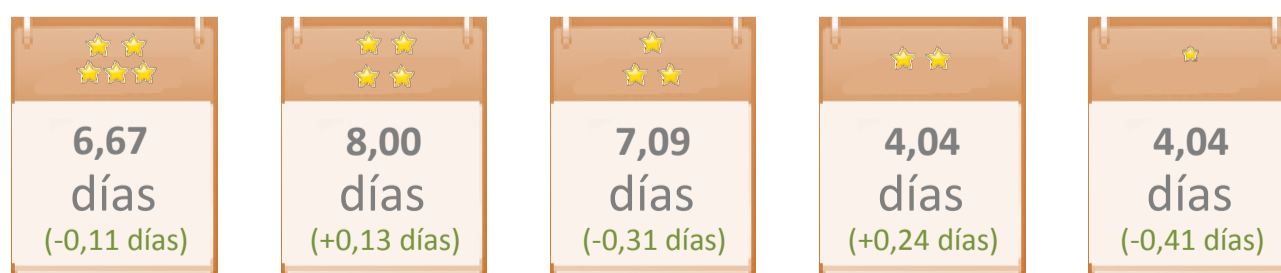 6,67
días
(-0,11 días)
8,00
días
(+0,13 días)
7,09
días
(-0,31 días)
4,04
días
(+0,24 días)
4,04
días
(-0,41 días)